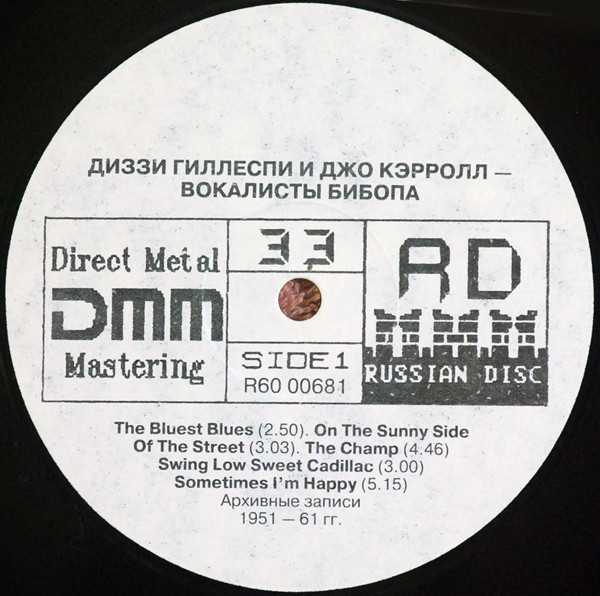 ДИЗЗИ ГИЛЛЕСПИ И ДЖО КЭРРОЛЛ —
ВОКАЛИСТЫ БИБОПА
Direct Metal
DMM
Mastering
33
SIDE 1
R60 00681
RD
RUSSIAN DISC
The Bluest Blues (2.50). On The Sunny Side
Of The Street (3.03). The Champ (4.46)
Swing Low Sweet Cadillac (3.00)
Sometimes I'm Happy (5.15)
Архивные записи
1951 — 61 гг.